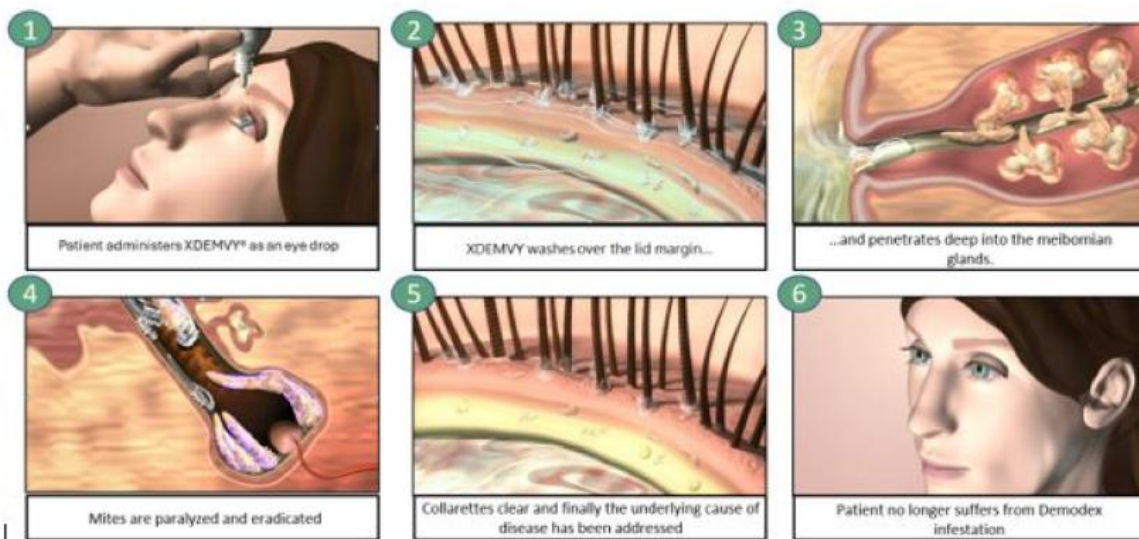 1
Patient administers XDEMVY® as an eye drop
2
XDEMVY washes over the lid margin...
3
...and penetrates deep into the meibomian
glands.
4
Mites are paralyzed and eradicated
5
Collarettes clear and finally the underlying cause of
disease has been addressed
6
Patient no longer suffers from Demodex
infestation